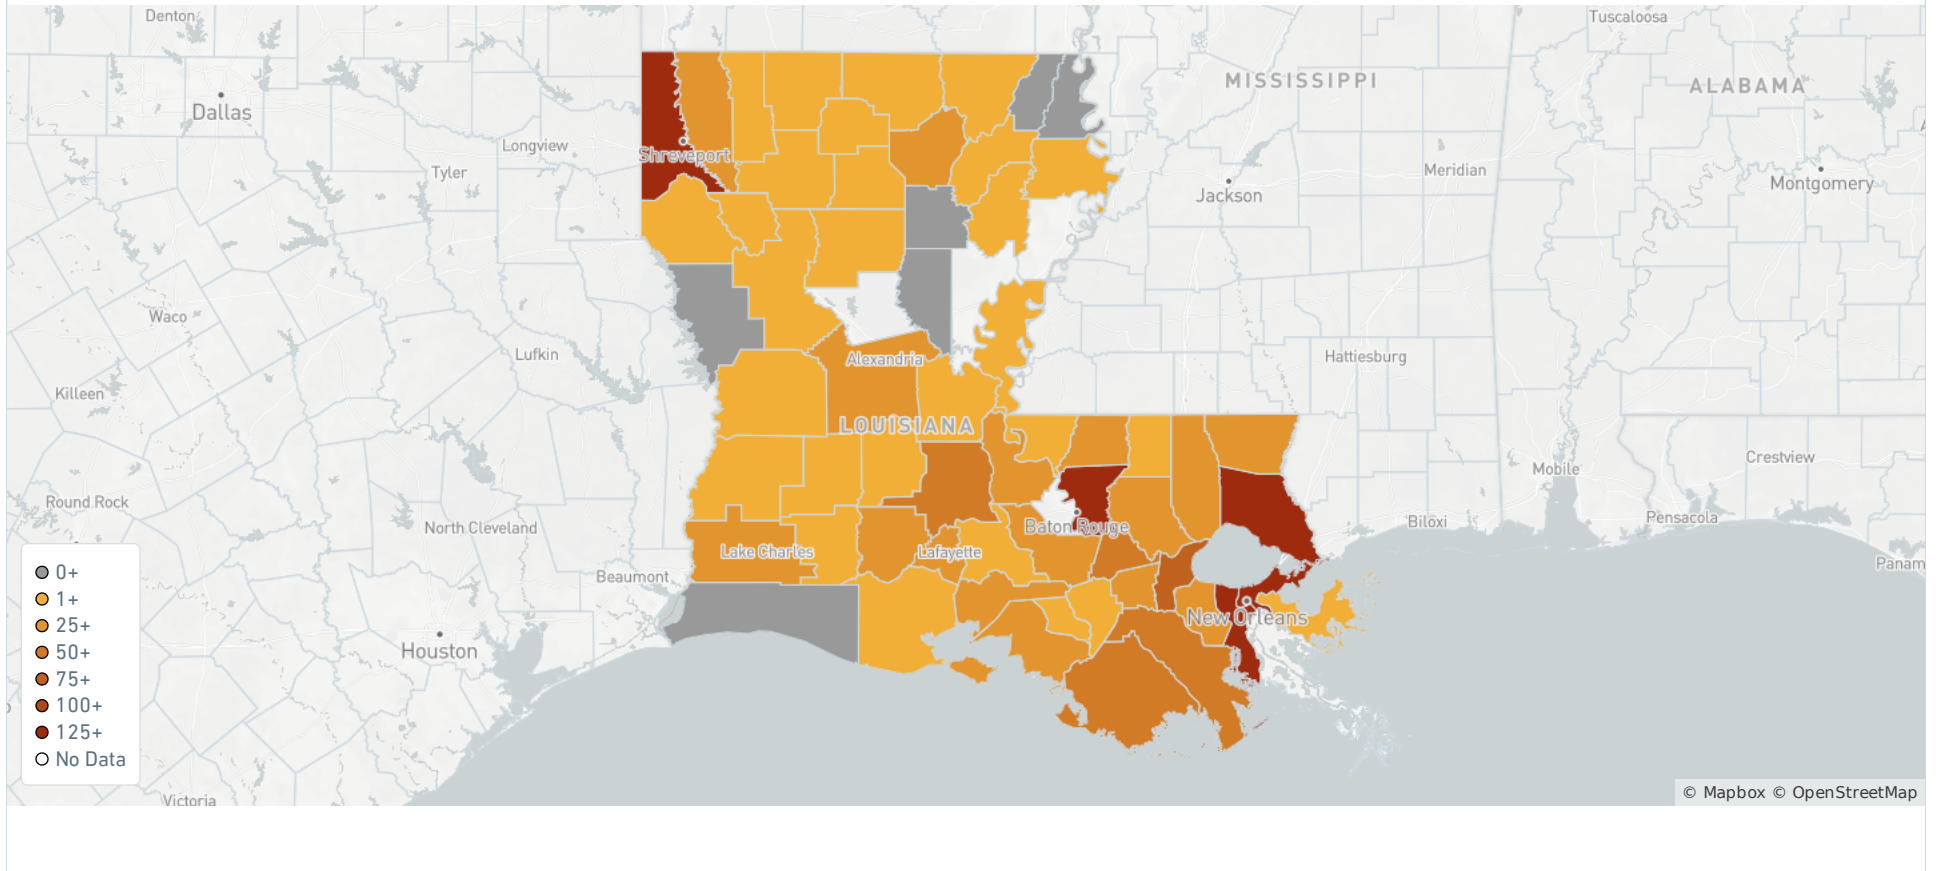 Denton
Tuscaloosa
MISSISSIPPI
ALABAMA
Dallas
Longview
Shreveport
Tyler
Meridian
Jackson
Montgomery
Waco
Lufkin
Alexandria
Hattiesburg
Killeen
LOUISIANA
Crestview
Mobile
Round Rock
North Cleveland
Baton Rouge
Biloxi
Pensacola
Lake Charles
Lafayette
Panam
Beaumont
New Orleans
Houston
0+
1+
25+
50+
75+
100+
125+
No Data
Victoria
© Mapbox © OpenStreetMap